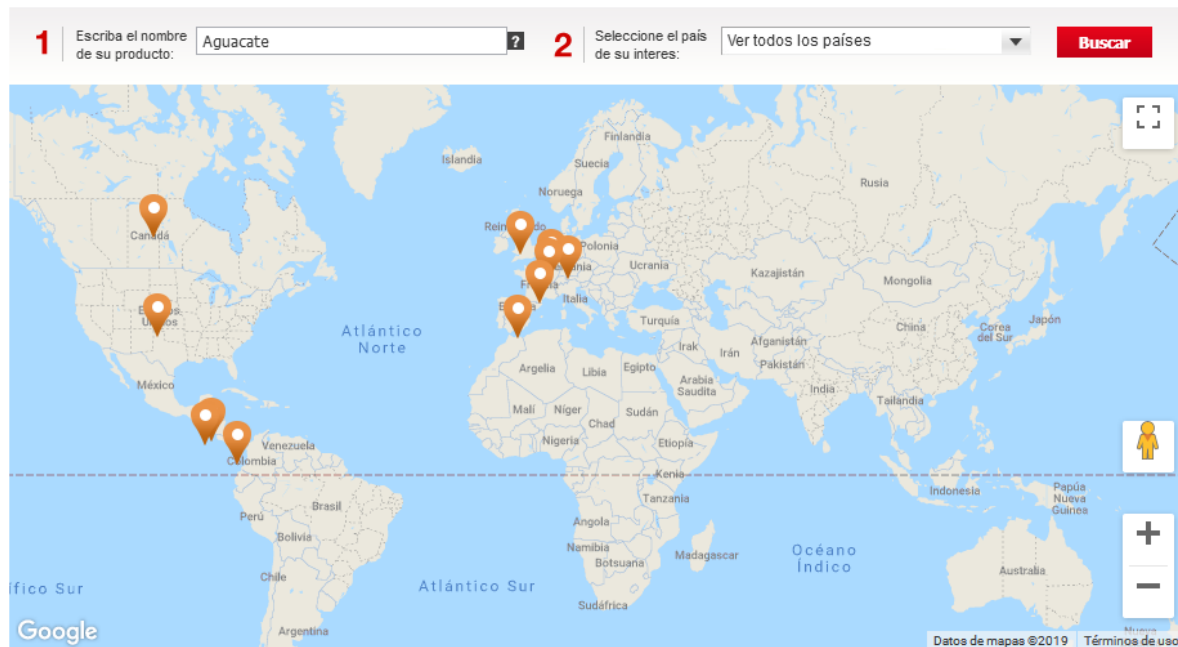 1
Escriba el nombre
de su producto:
Aguacate
?
2
Seleccione el país
de su interes:
Ver todos los países
Buscar
Finlandia
Islandia
Suecia
Rusia
Noruega
Canadá
Polonia
Ucrania
Kazajistán
Mongolia
Italia
Atlántico
Norte
Turquía
China
Corea
del Sur
Japón
Irak
Irán
Afganistán
Pakistán
Argelia
Libia
Egipto
Arabia
Saudita
India
México
Tailandia
Malí
Níger
Chad
Sudán
Nigeria
Etiopía
Venezuela
Colombia
Kenia
Indonesia
Papúa
Nueva
Guinea
Tanzania
Perú
Brasil
Angola
Bolivia
Namibia
Botsuana
Madagascar
Océano
Índico
Chile
Atlántico Sur
Australia
ífico Sur
Sudáfrica
Argentina
Google
Datos de mapas ©2019
Términos de uso